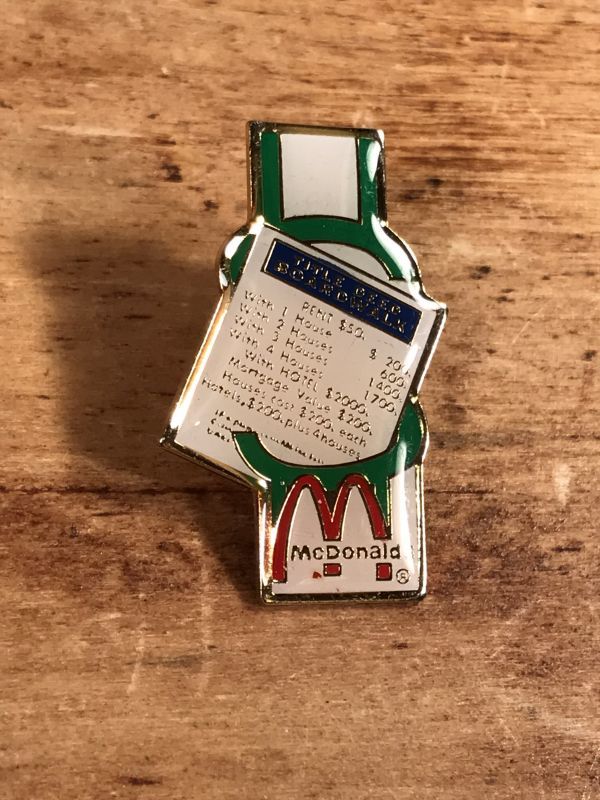 TITLE DEED
BOARDWALK
RENT $50.
With 1 House $ 200.
With 2 Houses 600.
With 3 Houses 1400.
With 4 Houses 1700.
With HOTEL $2000.
Mortgage Value $200.
Houses cost $200. each
Hotels, $200. plus 4 houses
McDonald
®